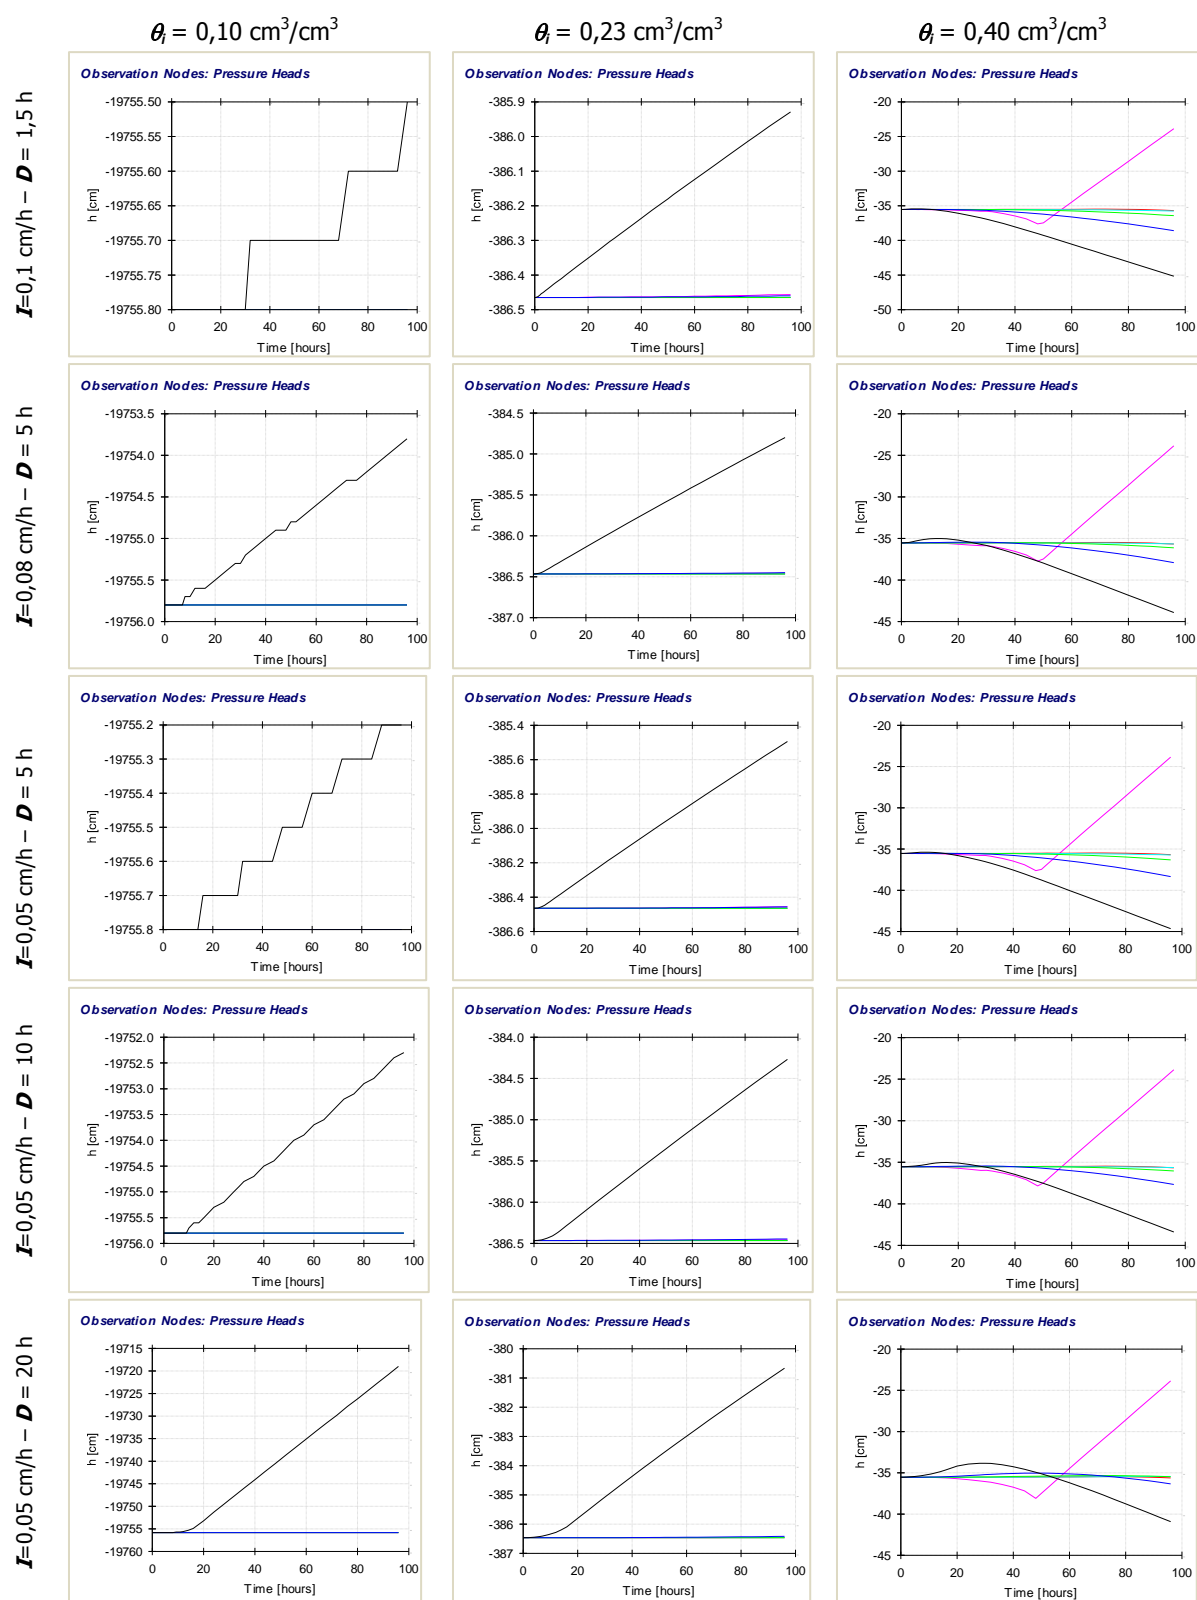 θi = 0,10 cm3/cm3 θi = 0,23 cm3/cm3 θi = 0,40 cm3/cm3
I=0,1 cm/h – D = 1,5 h
Observation Nodes: Pressure Heads
-19755.50
-19755.55
-19755.60
-19755.65
-19755.70
-19755.75
-19755.80
h [cm]
0 20 40 60 80 100
Time [hours]
Observation Nodes: Pressure Heads
-385.9
-386.0
-386.1
-386.2
-386.3
-386.4
-386.5
h [cm]
0 20 40 60 80 100
Time [hours]
Observation Nodes: Pressure Heads
-20
-25
-30
-35
-40
-45
-50
h [cm]
0 20 40 60 80 100
Time [hours]
I=0,08 cm/h – D = 5 h
Observation Nodes: Pressure Heads
-19753.5
-19754.0
-19754.5
-19755.0
-19755.5
-19756.0
h [cm]
0 20 40 60 80 100
Time [hours]
Observation Nodes: Pressure Heads
-384.5
-385.0
-385.5
-386.0
-386.5
-387.0
h [cm]
0 20 40 60 80 100
Time [hours]
Observation Nodes: Pressure Heads
-20
-25
-30
-35
-40
-45
h [cm]
0 20 40 60 80 100
Time [hours]
I=0,05 cm/h – D = 5 h
Observation Nodes: Pressure Heads
-19755.2
-19755.3
-19755.4
-19755.5
-19755.6
-19755.7
-19755.8
h [cm]
0 20 40 60 80 100
Time [hours]
Observation Nodes: Pressure Heads
-385.4
-385.6
-385.8
-386.0
-386.2
-386.4
-386.6
h [cm]
0 20 40 60 80 100
Time [hours]
Observation Nodes: Pressure Heads
-20
-25
-30
-35
-40
-45
h [cm]
0 20 40 60 80 100
Time [hours]
I=0,05 cm/h – D = 10 h
Observation Nodes: Pressure Heads
-19752.0
-19752.5
-19753.0
-19753.5
-19754.0
-19754.5
-19755.0
-19755.5
-19756.0
h [cm]
0 20 40 60 80 100
Time [hours]
Observation Nodes: Pressure Heads
-384.0
-384.5
-385.0
-385.5
-386.0
-386.5
h [cm]
0 20 40 60 80 100
Time [hours]
Observation Nodes: Pressure Heads
-20
-25
-30
-35
-40
-45
h [cm]
0 20 40 60 80 100
Time [hours]
I=0,05 cm/h – D = 20 h
Observation Nodes: Pressure Heads
-19715
-19720
-19725
-19730
-19735
-19740
-19745
-19750
-19755
-19760
h [cm]
0 20 40 60 80 100
Time [hours]
Observation Nodes: Pressure Heads
-380
-381
-382
-383
-384
-385
-386
-387
h [cm]
0 20 40 60 80 100
Time [hours]
Observation Nodes: Pressure Heads
-20
-25
-30
-35
-40
-45
h [cm]
0 20 40 60 80 100
Time [hours]